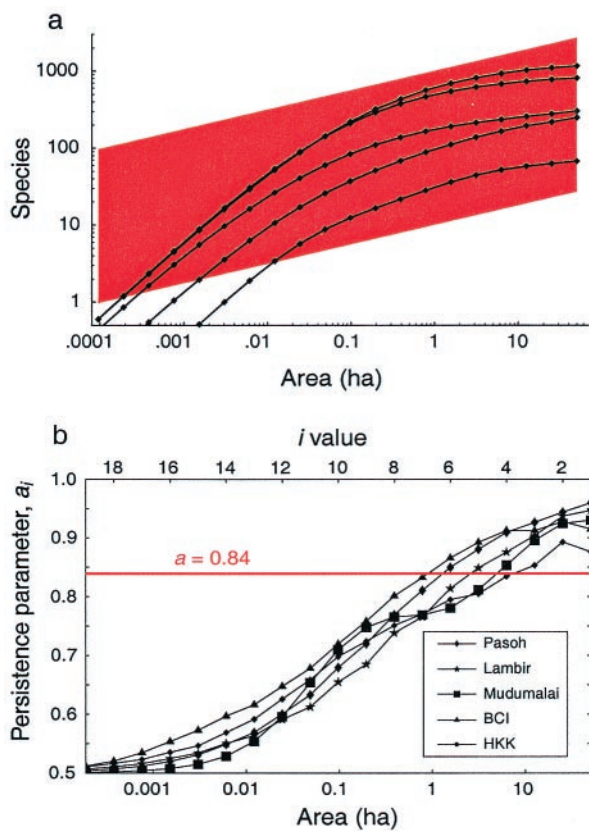 a
1000
100
10
1
Species
.0001 .001 .01 0.1 1 10
Area (ha)
b
i value
18 16 14 12 10 8 6 4 2
1.0
0.9
0.8
0.7
0.6
0.5
Persistence parameter, aᵢ
a = 0.84
Pasoh
Lambir
Mudumalai
BCI
HKK
0.001 0.01 0.1 1 10
Area (ha)